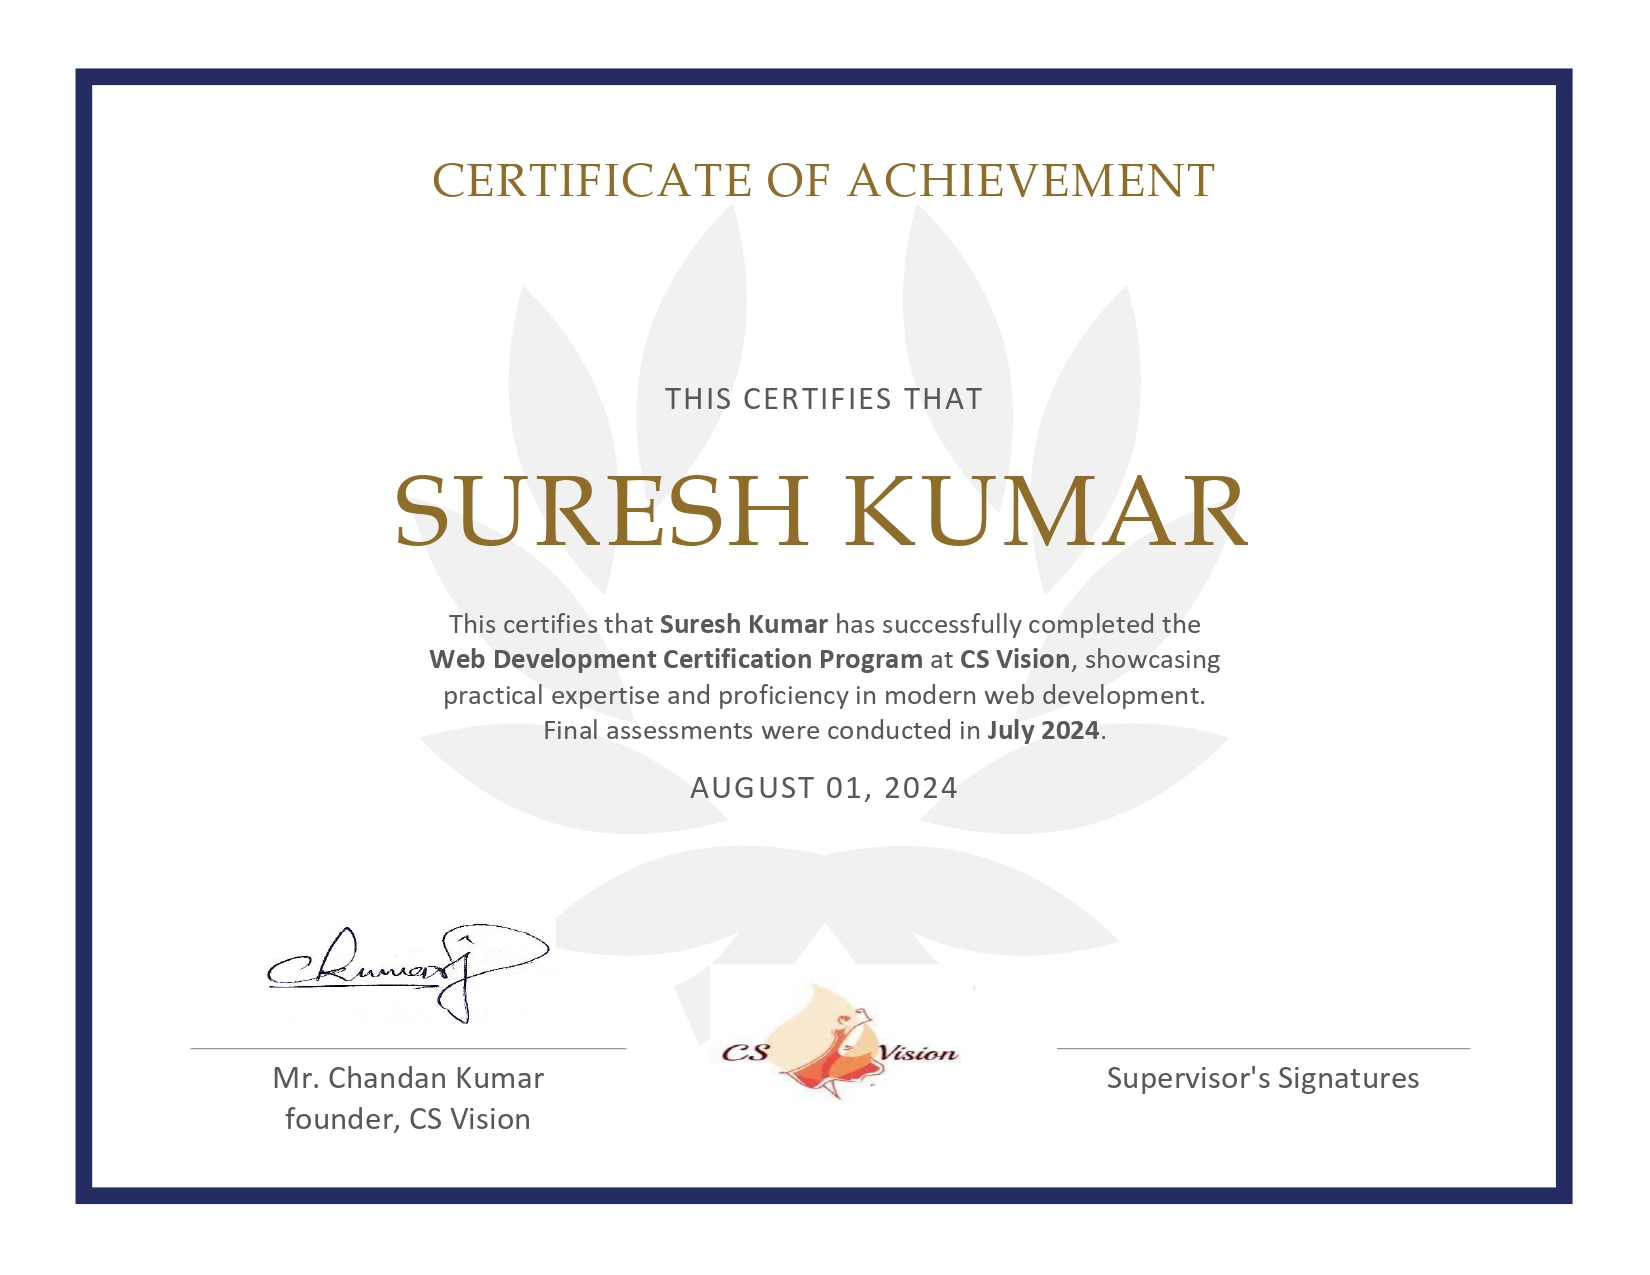 CERTIFICATE OF ACHIEVEMENT
THIS CERTIFIES THAT
SURESH KUMAR
This certifies that Suresh Kumar has successfully completed the
Web Development Certification Program at CS Vision, showcasing
practical expertise and proficiency in modern web development.
Final assessments were conducted in July 2024.
AUGUST 01, 2024
Ckumar
CS Vision
Mr. Chandan Kumar
founder, CS Vision
Supervisor's Signatures